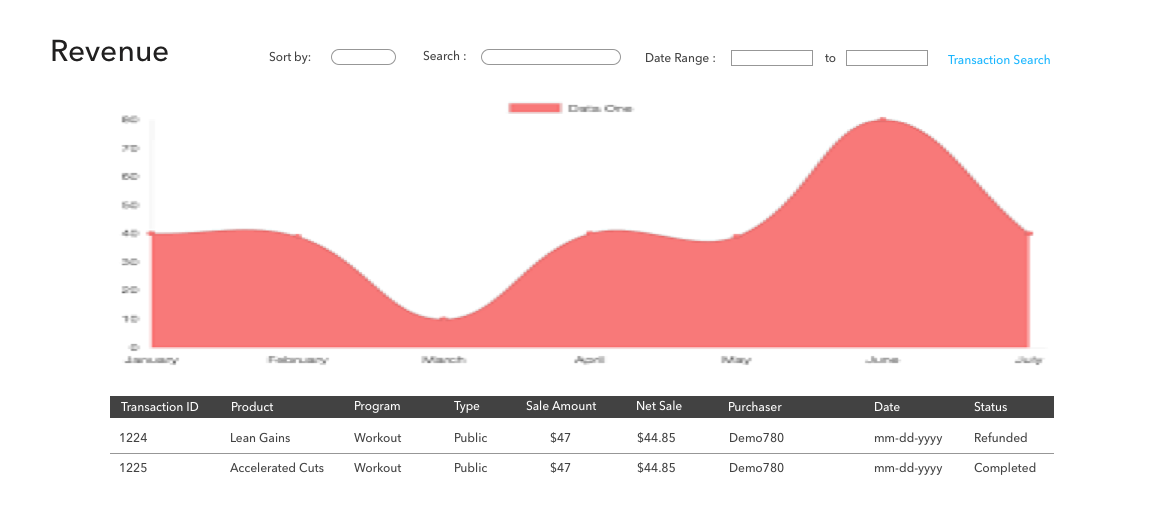 Revenue
Sort by: Search : Date Range : to Transaction Search
Data One
80
70
60
50
40
30
20
10
0
January February March April May June July
Transaction ID Product Program Type Sale Amount Net Sale Purchaser Date Status
1224 Lean Gains Workout Public $47 $44.85 Demo780 mm-dd-yyyy Refunded
1225 Accelerated Cuts Workout Public $47 $44.85 Demo780 mm-dd-yyyy Completed